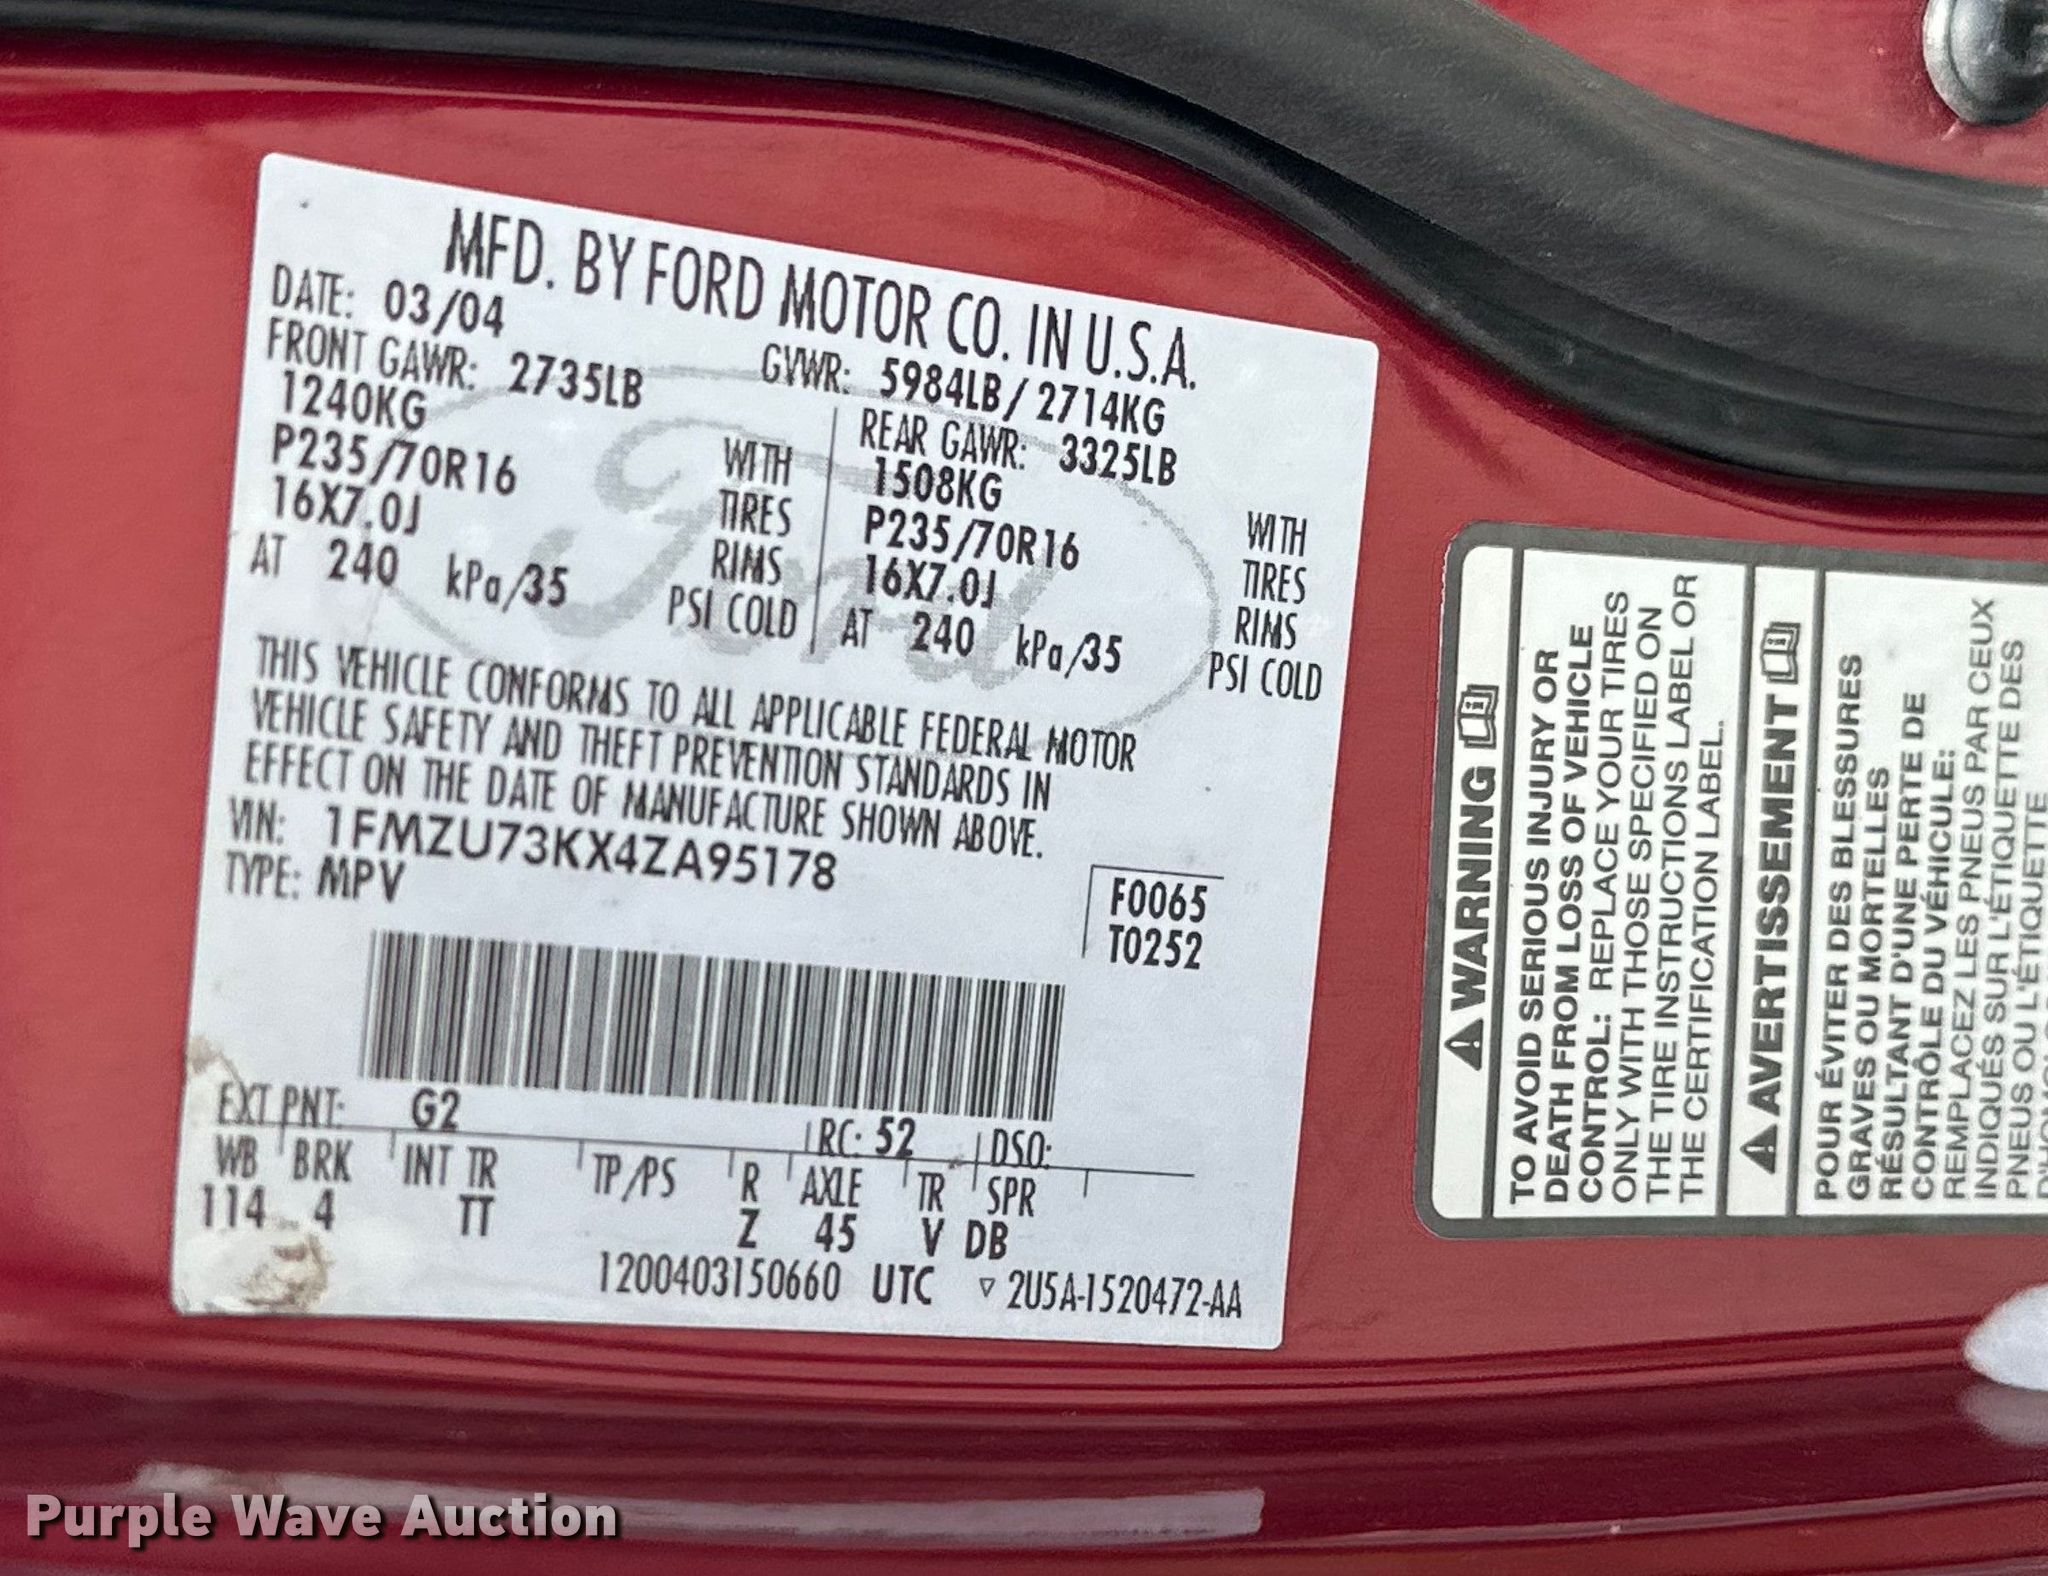 MFD. BY FORD MOTOR CO. IN U.S.A.
DATE: 03/04 GVWR: 5984LB/2714KG
FRONT GAWR: 2735LB
1240KG WITH
P235/70R16 TIRES
16X7.0J RIMS
AT 240 kPa/35 PSI COLD
REAR GAWR: 3325LB
1508KG WITH
P235/70R16 TIRES
16X7.0J RIMS
AT 240 kPa/35 PSI COLD
THIS VEHICLE CONFORMS TO ALL APPLICABLE FEDERAL MOTOR
VEHICLE SAFETY AND THEFT PREVENTION STANDARDS IN
EFFECT ON THE DATE OF MANUFACTURE SHOWN ABOVE.
VIN: 1FMZU73KX4ZA95178
TYPE: MPV
F0065
T0252
EXT PNT: G2 RC: 52 DSO:
WB BRK INT TR TP/PS R AXLE TR SPR
114 4 TT Z 45 V DB
1200403150660 UTC ▽ 2U5A-1520472-AA
Ford
WARNING
TO AVOID SERIOUS INJURY OR
DEATH FROM LOSS OF VEHICLE
CONTROL: REPLACE YOUR TIRES
ONLY WITH THOSE SPECIFIED ON
THE TIRE INSTRUCTIONS LABEL OR
THE CERTIFICATION LABEL.
AVERTISSEMENT
POUR ÉVITER DES BLESSURES
GRAVES OU MORTELLES
RÉSULTANT D'UNE PERTE DE
CONTRÔLE DU VÉHICULE:
REMPLACEZ LES PNEUS PAR CEUX
INDIQUÉS SUR L'ÉTIQUETTE DES
PNEUS OU L'ÉTIQUETTE
Purple Wave Auction